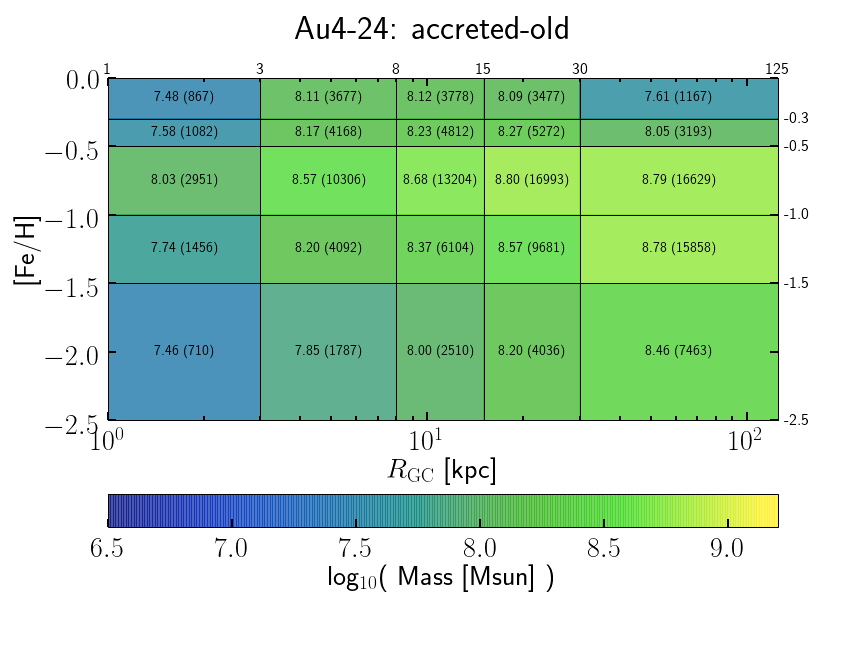 Au4-24: accreted-old
1 3 8 15 30 125
0.0 7.48 (867) 8.11 (3677) 8.12 (3778) 8.09 (3477) 7.61 (1167)
-0.3
7.58 (1082) 8.17 (4168) 8.23 (4812) 8.27 (5272) 8.05 (3193)
−0.5 -0.5
8.03 (2951) 8.57 (10306) 8.68 (13204) 8.80 (16993) 8.79 (16629)
−1.0 -1.0
[Fe/H]
7.74 (1456) 8.20 (4092) 8.37 (6104) 8.57 (9681) 8.78 (15858)
−1.5 -1.5
−2.0 7.46 (710) 7.85 (1787) 8.00 (2510) 8.20 (4036) 8.46 (7463)
−2.5 -2.5
10⁰ 10¹ 10²
R_GC [kpc]
6.5 7.0 7.5 8.0 8.5 9.0
log₁₀( Mass [Msun] )